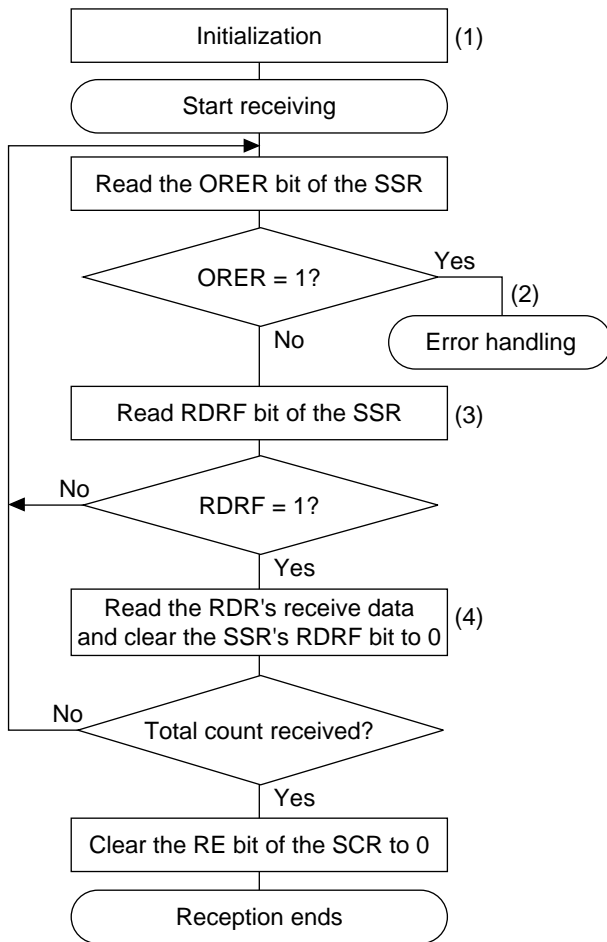 Initialization
(1)
Start receiving
Read the ORER bit of the SSR
ORER = 1?
Yes
(2)
Error handling
No
Read RDRF bit of the SSR
(3)
No
RDRF = 1?
Yes
Read the RDR's receive data
and clear the SSR's RDRF bit to 0
(4)
No
Total count received?
Yes
Clear the RE bit of the SCR to 0
Reception ends